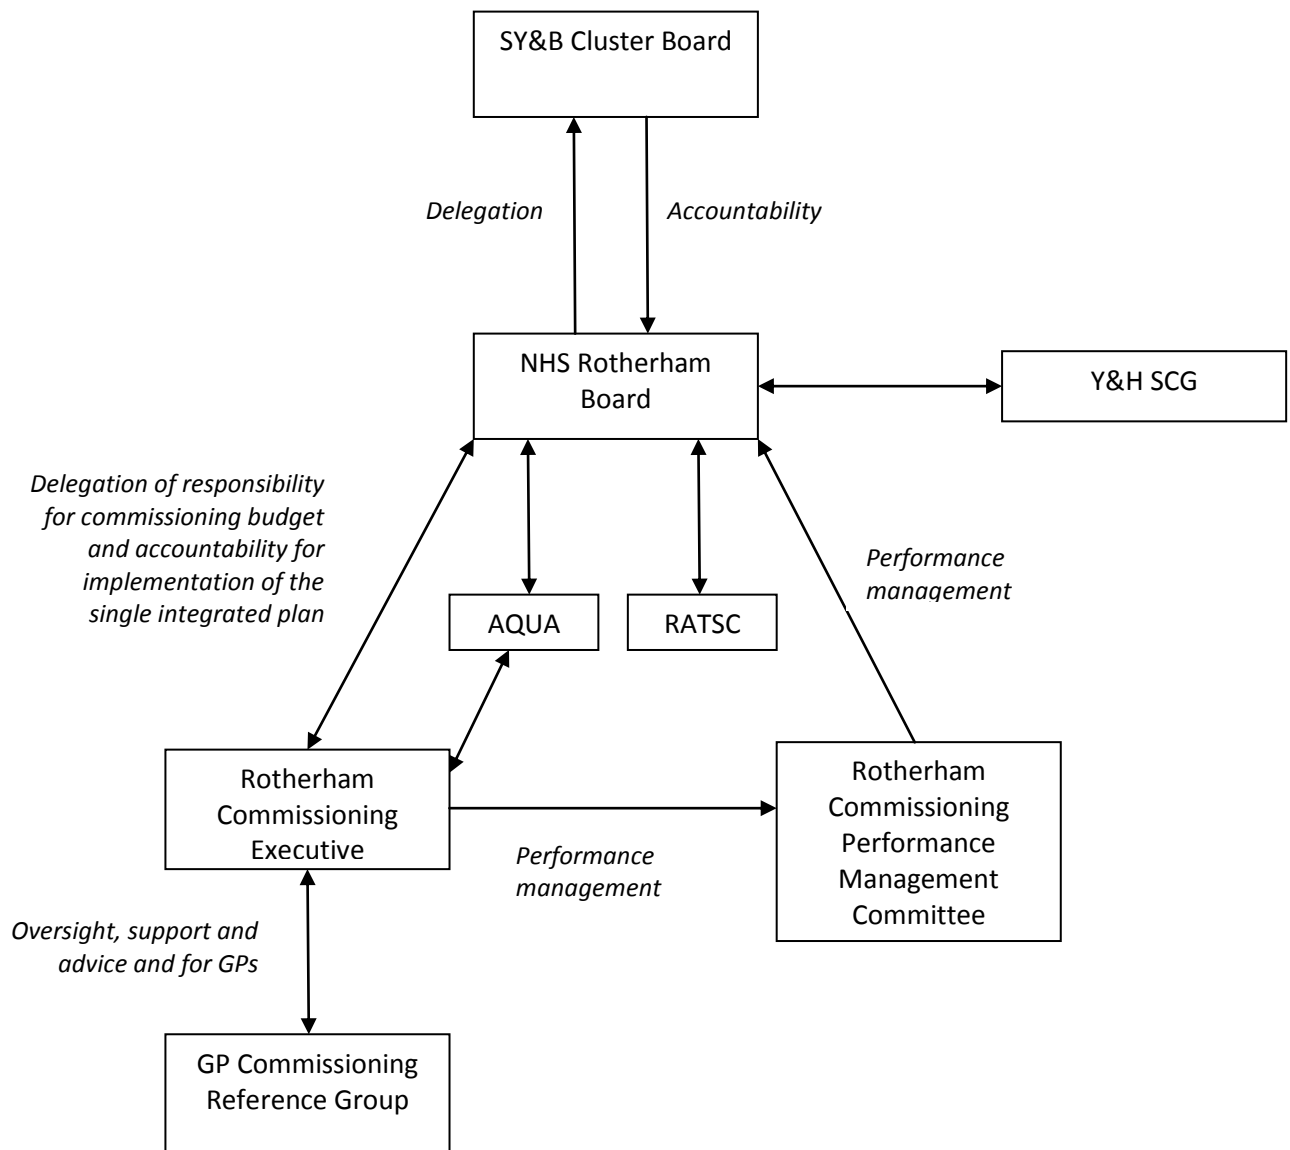 SY&B Cluster Board
Delegation
Accountability
NHS Rotherham
Board
Y&H SCG
Delegation of responsibility
for commissioning budget
and accountability for
implementation of the
single integrated plan
Performance
management
AQUA
RATSC
Rotherham
Commissioning
Executive
Performance
management
Rotherham
Commissioning
Performance
Management
Committee
Oversight, support and
advice and for GPs
GP Commissioning
Reference Group